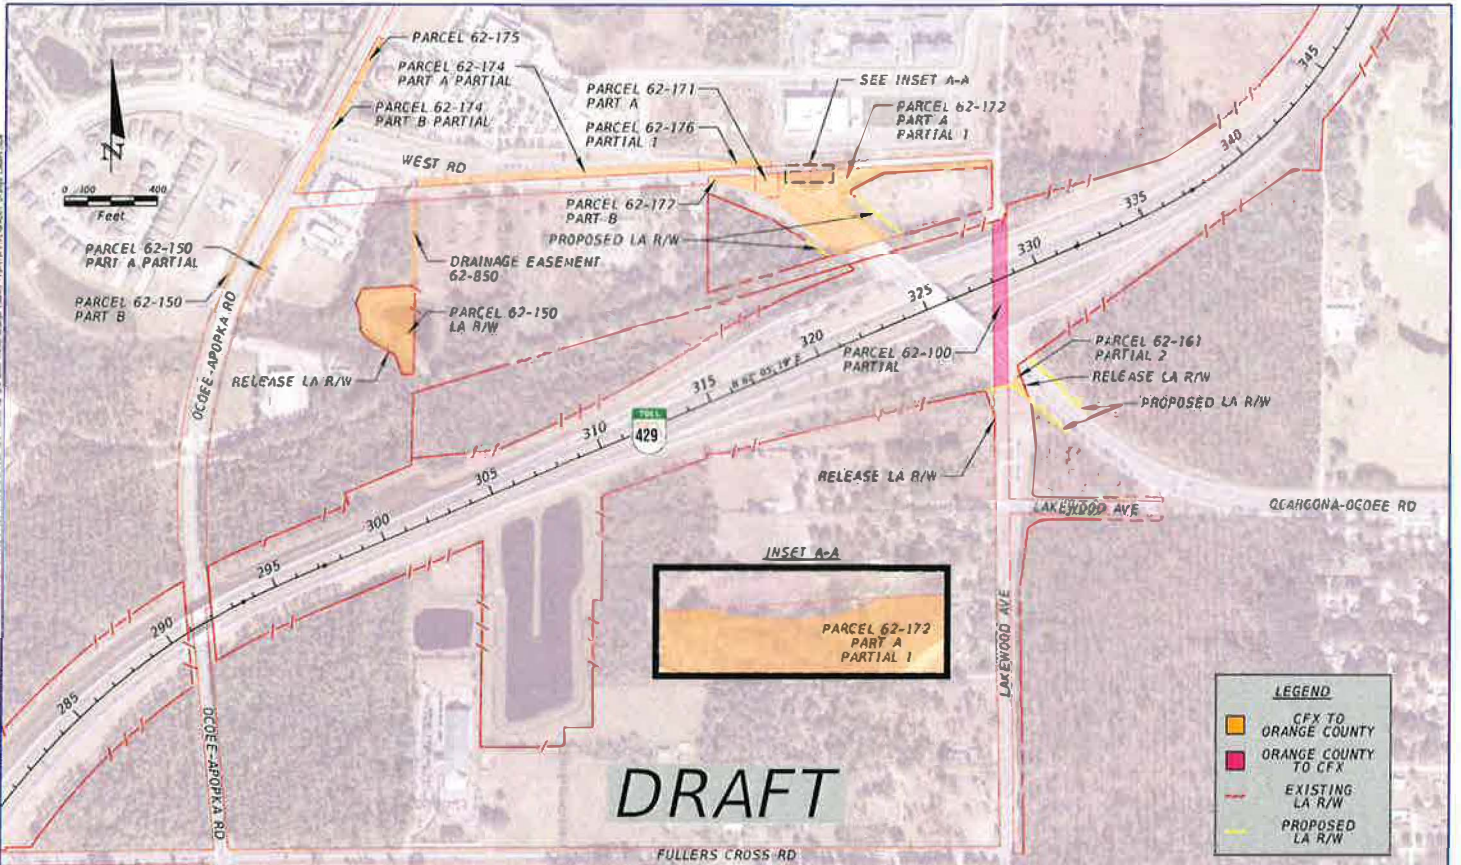 PARCEL 62-175
PARCEL 62-174
PART A PARTIAL
PARCEL 62-174
PART B PARTIAL
PARCEL 62-171
PART A
PARCEL 62-176
PARTIAL 1
SEE INSET A-A
PARCEL 62-172
PART A
PARTIAL 1
N
WEST RD
0 100 400
Feet
PARCEL 62-172
PART B
PROPOSED LA R/W
PARCEL 62-150
PART A PARTIAL
PARCEL 62-150
PART B
DRAINAGE EASEMENT
62-850
PARCEL 62-150
LA R/W
RELEASE LA R/W
OCOEE-APOPKA RD
PARCEL 62-100
PARTIAL
PARCEL 62-161
PARTIAL 2
RELEASE LA R/W
PROPOSED LA R/W
RELEASE LA R/W
TOLL
429
285
290
295
300
305
310
315
320
325
330
335
340
345
LAKEWOOD AVE
OCOEE RD
INSET A-A
PARCEL 62-172
PART A
PARTIAL 1
LAKEWOOD AVE
OCOEE-APOPKA RD
DRAFT
FULLERS CROSS RD
LEGEND
CFX TO
ORANGE COUNTY
ORANGE COUNTY
TO CFX
EXISTING
LA R/W
PROPOSED
LA R/W